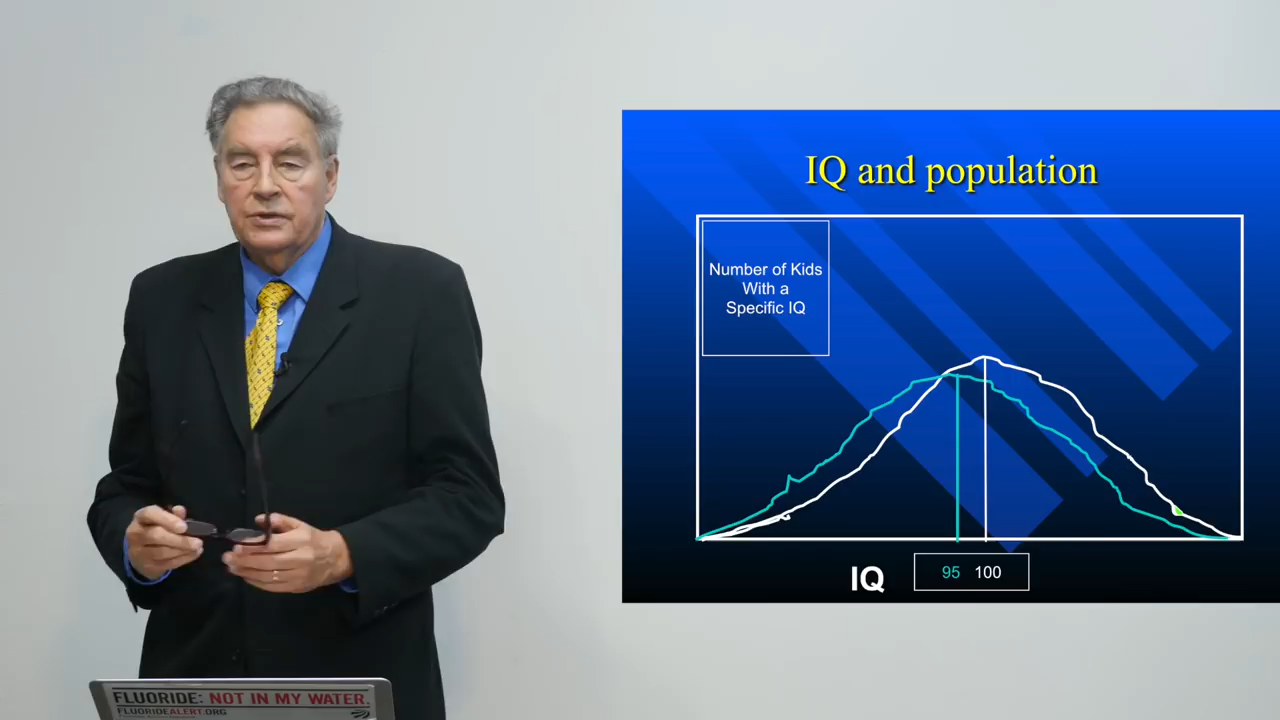 IQ and population
Number of Kids
With a
Specific IQ
IQ
95 100
FLUORIDE: NOT IN MY WATER.
FLUORIDEALERT.ORG